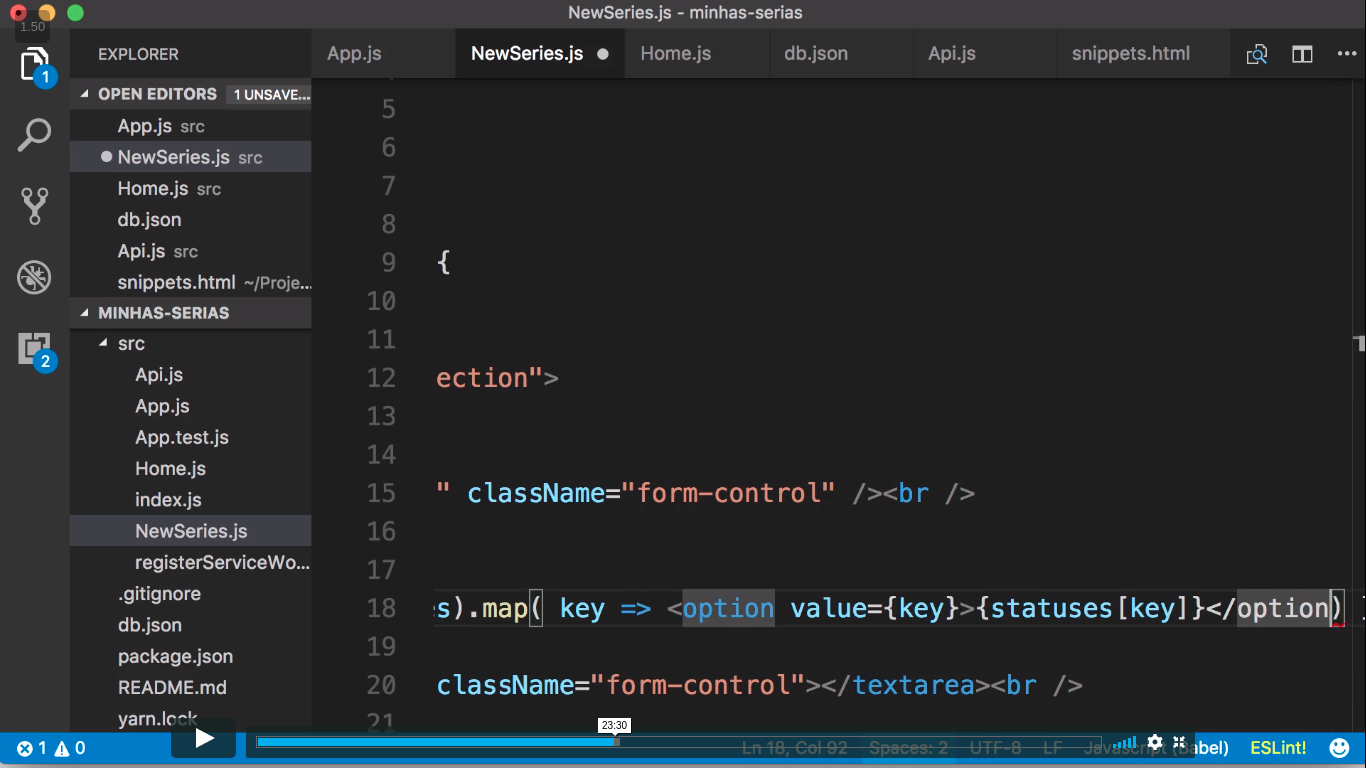 NewSeries.js - minhas-serias
1.50
EXPLORER
App.js
NewSeries.js
Home.js
db.json
Api.js
snippets.html
1
OPEN EDITORS 1 UNSAVE...
App.js src
NewSeries.js src
Home.js src
db.json
Api.js src
snippets.html ~/Proje...
MINHAS-SERIAS
2
src
Api.js
App.js
App.test.js
Home.js
index.js
NewSeries.js
registerServiceWo...
.gitignore
db.json
package.json
README.md
yarn.lock
5
6
7
8
9 {
10
11
12 ection">
13
14
15 " className="form-control" /><br />
16
17
18 s).map( key => <option value={key}>{statuses[key]}</option)
19
20 className="form-control"></textarea><br />
21
23:30
1 0
Ln 18, Col 92 Spaces: 2 UTF-8 LF Javascript (Babel) ESLint!